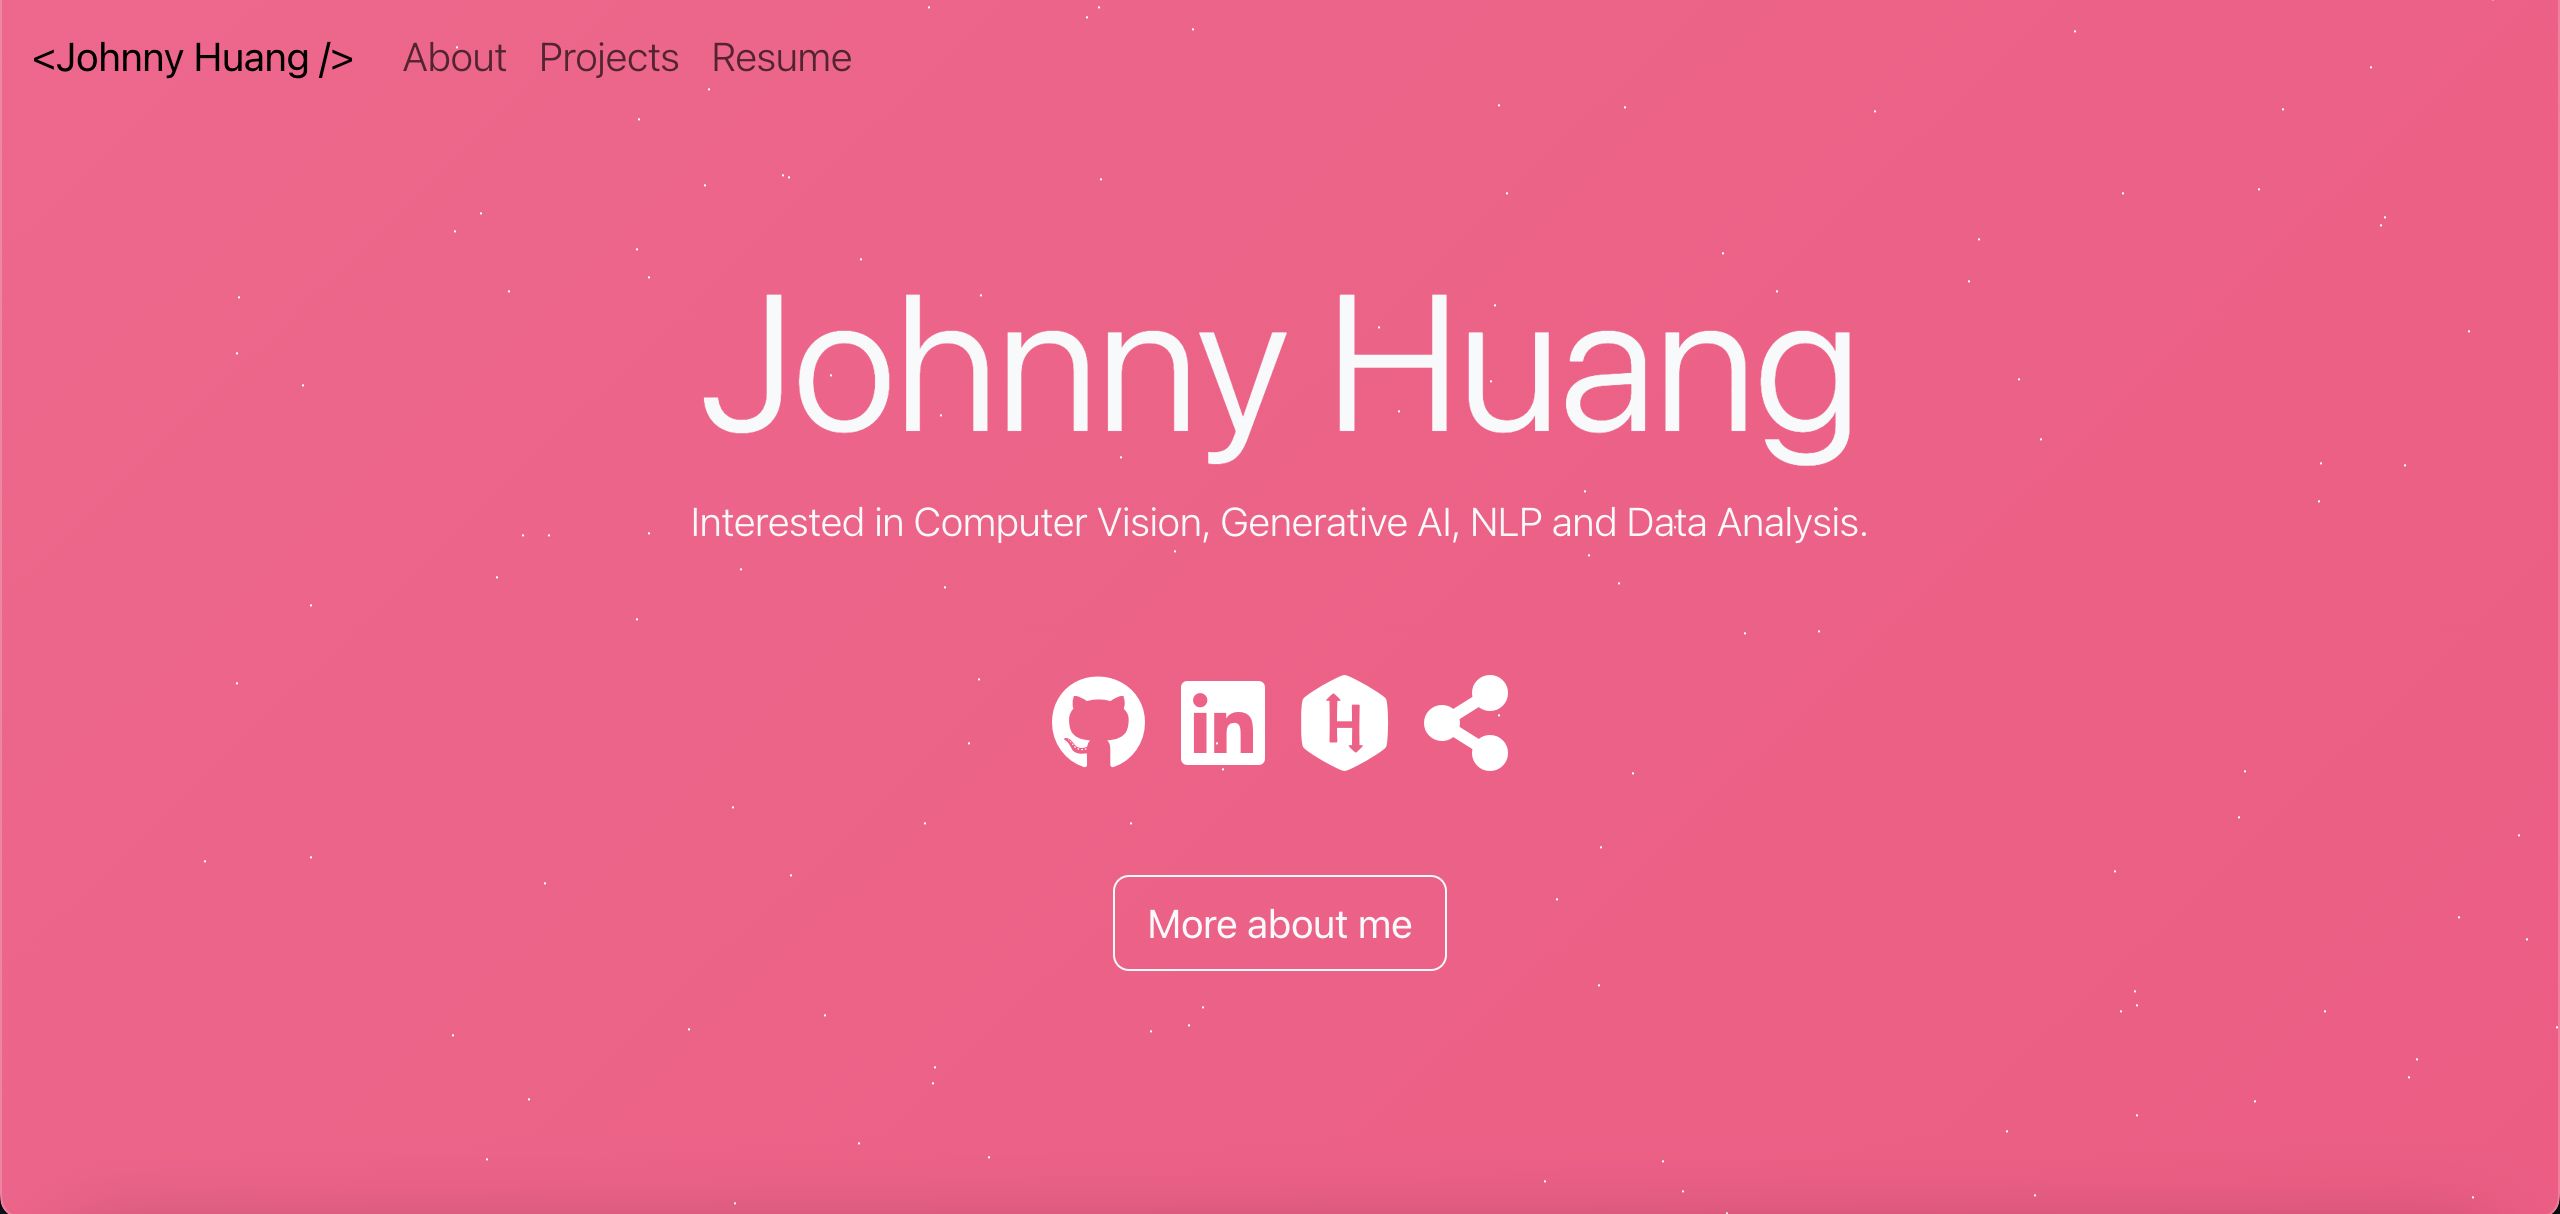 <Johnny Huang /> About Projects Resume
Johnny Huang
Interested in Computer Vision, Generative AI, NLP and Data Analysis.
in H
More about me